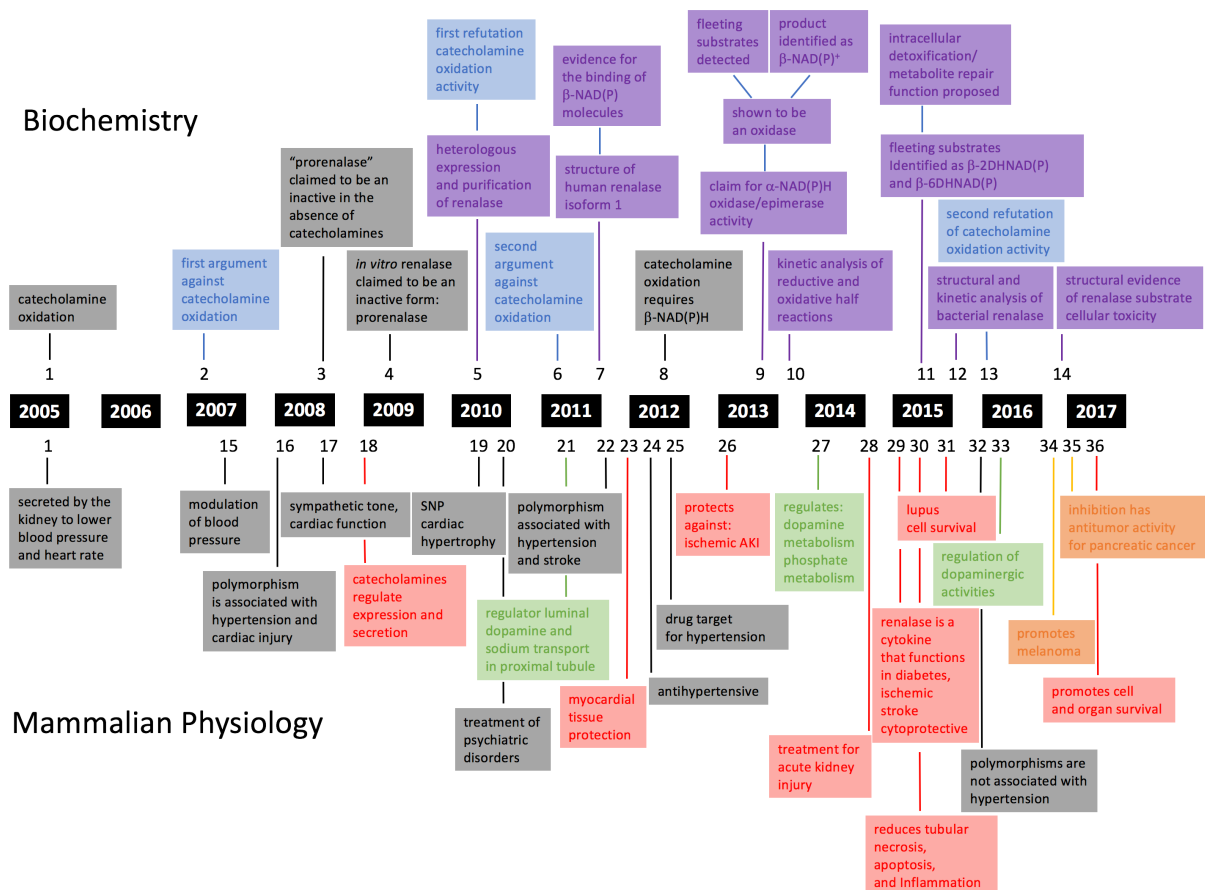 Biochemistry
first refutation
catecholamine
oxidation
activity
evidence for
the binding of
β-NAD(P)
molecules
fleeting
substrates
detected
product
identified as
β-NAD(P)⁺
intracellular
detoxification/
metabolite repair
function proposed
shown to be
an oxidase
"prorenalase"
claimed to be an
inactive in the
absence of
catecholamines
heterologous
expression
and purification
of renalase
structure of
human renalase
isoform 1
claim for α-NAD(P)H
oxidase/epimerase
activity
fleeting substrates
Identified as β-2DHNAD(P)
and β-6DHNAD(P)
second refutation
of catecholamine
oxidation activity
catecholamine
oxidation
first argument
against
catecholamine
oxidation
in vitro renalase
claimed to be an
inactive form:
prorenalase
second
argument
against
catecholamine
oxidation
catecholamine
oxidation
requires
β-NAD(P)H
kinetic analysis of
reductive and
oxidative half
reactions
structural and
kinetic analysis of
bacterial renalase
structural evidence
of renalase substrate
cellular toxicity
1 2 3 4 5 6 7 8 9 10 11 12 13 14
2005 2006 2007 2008 2009 2010 2011 2012 2013 2014 2015 2016 2017
1 15 16 17 18 19 20 21 22 23 24 25 26 27 28 29 30 31 32 33 34 35 36
secreted by the
kidney to lower
blood pressure
and heart rate
modulation
of blood
pressure
sympathetic tone,
cardiac function
SNP
cardiac
hypertrophy
polymorphism
associated with
hypertension
and stroke
protects
against:
ischemic AKI
regulates:
dopamine
metabolism
phosphate
metabolism
lupus
cell survival
inhibition has
antitumor activity
for pancreatic cancer
polymorphism
is associated with
hypertension and
cardiac injury
catecholamines
regulate
expression and
secretion
regulator luminal
dopamine and
sodium transport
in proximal tubule
drug target
for hypertension
regulation of
dopaminergic
activities
renalase is a
cytokine
that functions
in diabetes,
ischemic
stroke
cytoprotective
promotes
melanoma
Mammalian Physiology
treatment of
psychiatric
disorders
myocardial
tissue
protection
antihypertensive
promotes cell
and organ survival
treatment for
acute kidney
injury
polymorphisms are
not associated with
hypertension
reduces tubular
necrosis,
apoptosis,
and Inflammation